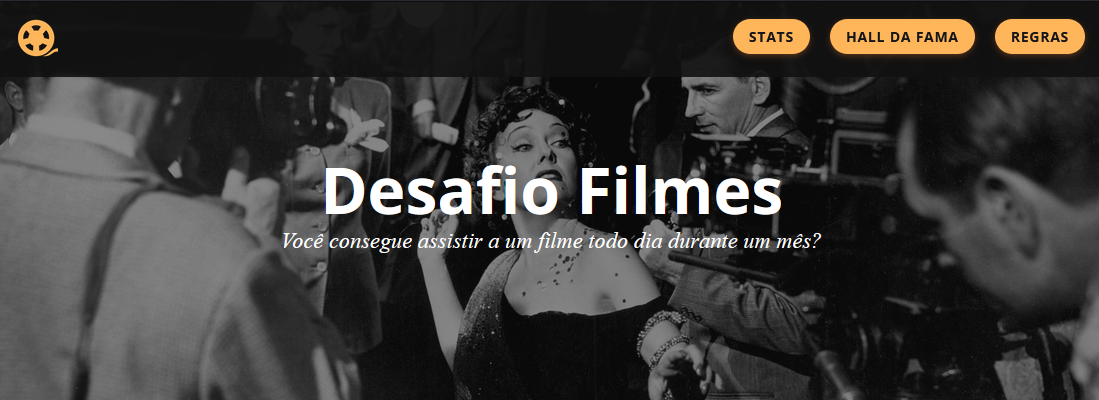 STATS
HALL DA FAMA
REGRAS
Desafio Filmes
Você consegue assistir a um filme todo dia durante um mês?